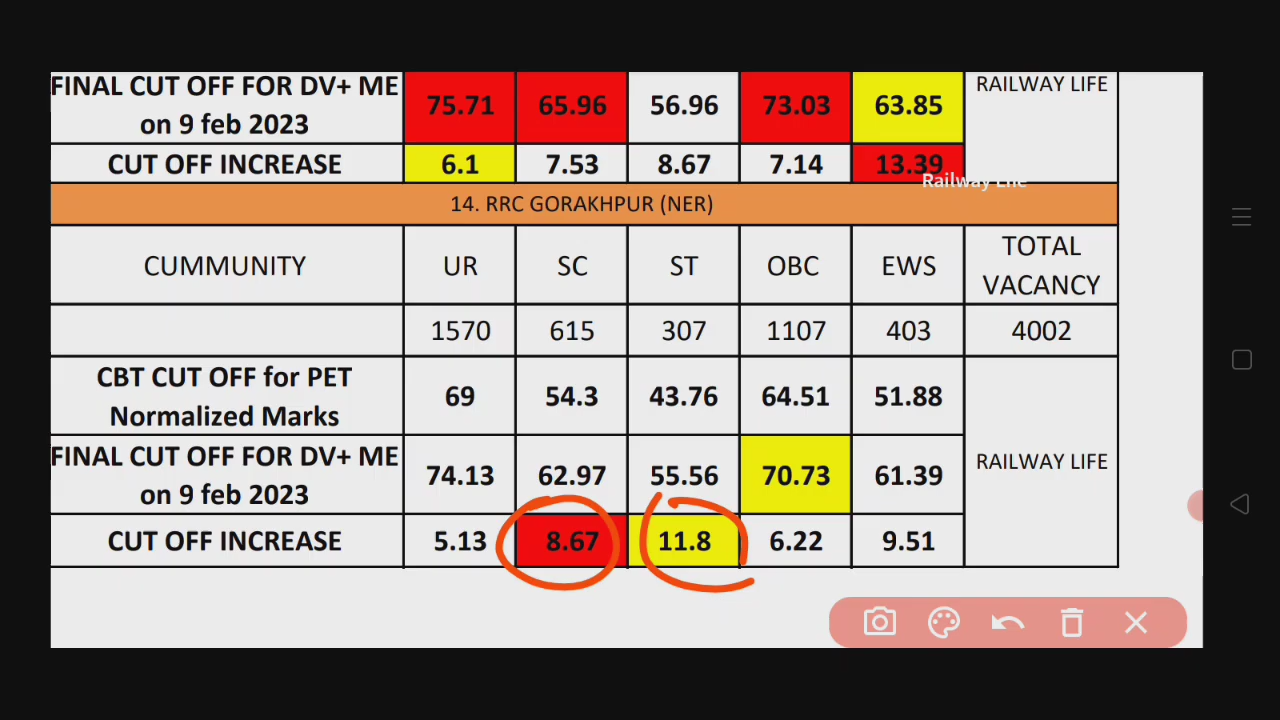 FINAL CUT OFF FOR DV+ ME on 9 feb 2023 75.71 65.96 56.96 73.03 63.85 RAILWAY LIFE
CUT OFF INCREASE 6.1 7.53 8.67 7.14 13.39
Railway Life
14. RRC GORAKHPUR (NER)
CUMMUNITY UR SC ST OBC EWS TOTAL VACANCY
1570 615 307 1107 403 4002
CBT CUT OFF for PET Normalized Marks 69 54.3 43.76 64.51 51.88
FINAL CUT OFF FOR DV+ ME on 9 feb 2023 74.13 62.97 55.56 70.73 61.39 RAILWAY LIFE
CUT OFF INCREASE 5.13 8.67 11.8 6.22 9.51